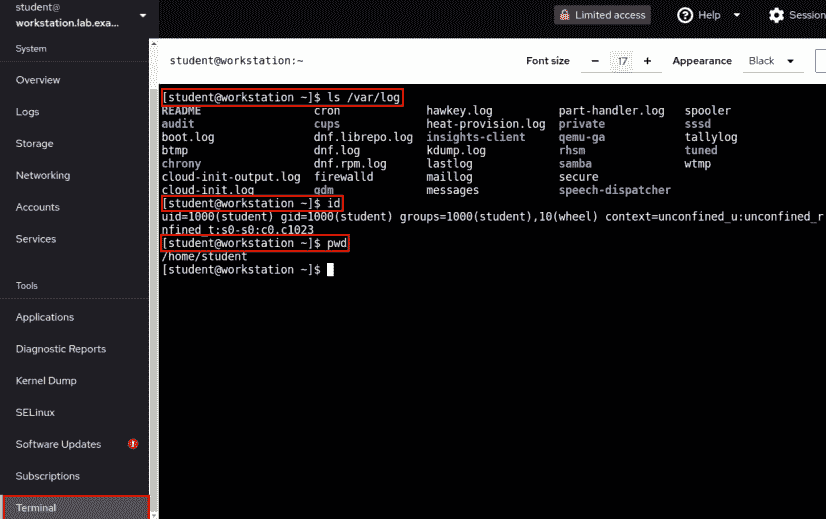 student@
workstation.lab.exa...
Limited access
Help
Session
System
Overview
Logs
Storage
Networking
Accounts
Services
Tools
Applications
Diagnostic Reports
Kernel Dump
SELinux
Software Updates
Subscriptions
Terminal
student@workstation:~
Font size
17
Appearance
Black
[student@workstation ~]$ ls /var/log
README cron hawkey.log part-handler.log spooler
audit cups heat-provision.log private sssd
boot.log dnf.librepo.log insights-client qemu-ga tallylog
btmp dnf.log kdump.log rhsm tuned
chrony dnf.rpm.log lastlog samba wtmp
cloud-init-output.log firewalld maillog secure
cloud-init.log gdm messages speech-dispatcher
[student@workstation ~]$ id
uid=1000(student) gid=1000(student) groups=1000(student),10(wheel) context=unconfined_u:unconfined_r
nfined_t:s0-s0:c0.c1023
[student@workstation ~]$ pwd
/home/student
[student@workstation ~]$